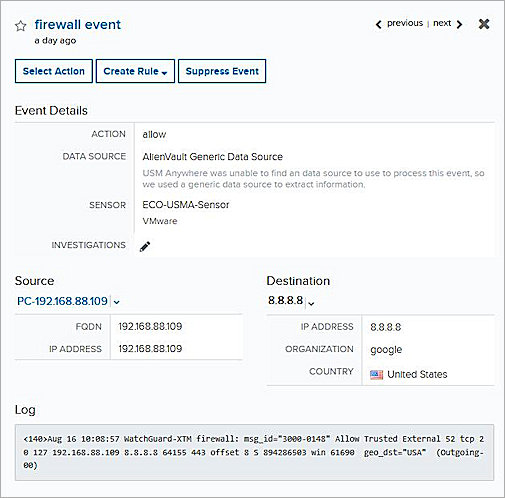 firewall event
previous | next
a day ago
Select Action
Create Rule
Suppress Event
Event Details
ACTION allow
DATA SOURCE AlienVault Generic Data Source
USM Anywhere was unable to find an data source to use to process this event, so
we used a generic data source to extract information.
SENSOR ECO-USMA-Sensor
VMware
INVESTIGATIONS
Source
PC-192.168.88.109
FQDN 192.168.88.109
IP ADDRESS 192.168.88.109
Destination
8.8.8.8
IP ADDRESS 8.8.8.8
ORGANIZATION google
COUNTRY United States
Log
<140>Aug 16 10:08:57 WatchGuard-XTM firewall: msg_id="3000-0148" Allow Trusted External 52 tcp 2
0 127 192.168.88.109 8.8.8.8 64155 443 offset 8 S 894286503 win 61690 geo_dst="USA" (Outgoing-
00)